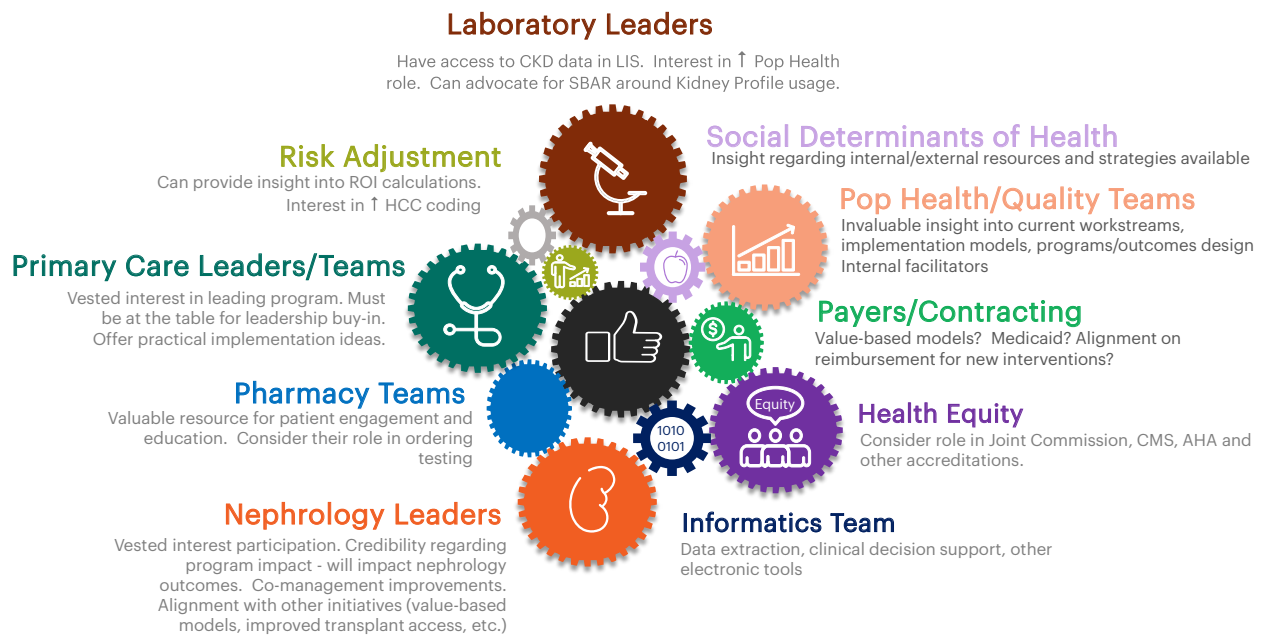 Laboratory Leaders
Have access to CKD data in LIS.  Interest in ↑ Pop Health
role.  Can advocate for SBAR around Kidney Profile usage.
Risk Adjustment
Can provide insight into ROI calculations.
Interest in ↑ HCC coding
Social Determinants of Health
Insight regarding internal/external resources and strategies available
Pop Health/Quality Teams
Invaluable insight into current workstreams,
implementation models, programs/outcomes design
Internal facilitators
Primary Care Leaders/Teams
Vested interest in leading program. Must
be at the table for leadership buy-in.
Offer practical implementation ideas.
Payers/Contracting
Value-based models?  Medicaid? Alignment on
reimbursement for new interventions?
$
Pharmacy Teams
Valuable resource for patient engagement and
education.  Consider their role in ordering
testing
1010
0101
Equity
Health Equity
Consider role in Joint Commission, CMS, AHA and
other accreditations.
Nephrology Leaders
Vested interest participation. Credibility regarding
program impact - will impact nephrology
outcomes.  Co-management improvements.
Alignment with other initiatives (value-based
models, improved transplant access, etc.)
Informatics Team
Data extraction, clinical decision support, other
electronic tools